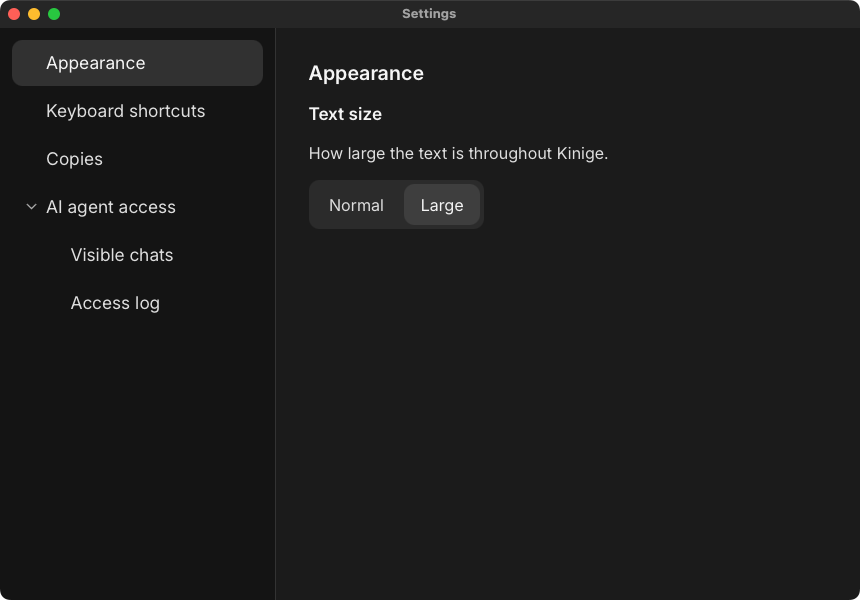 Settings
Appearance
Keyboard shortcuts
Copies
AI agent access
Visible chats
Access log
Appearance
Text size
How large the text is throughout Kinige.
Normal Large